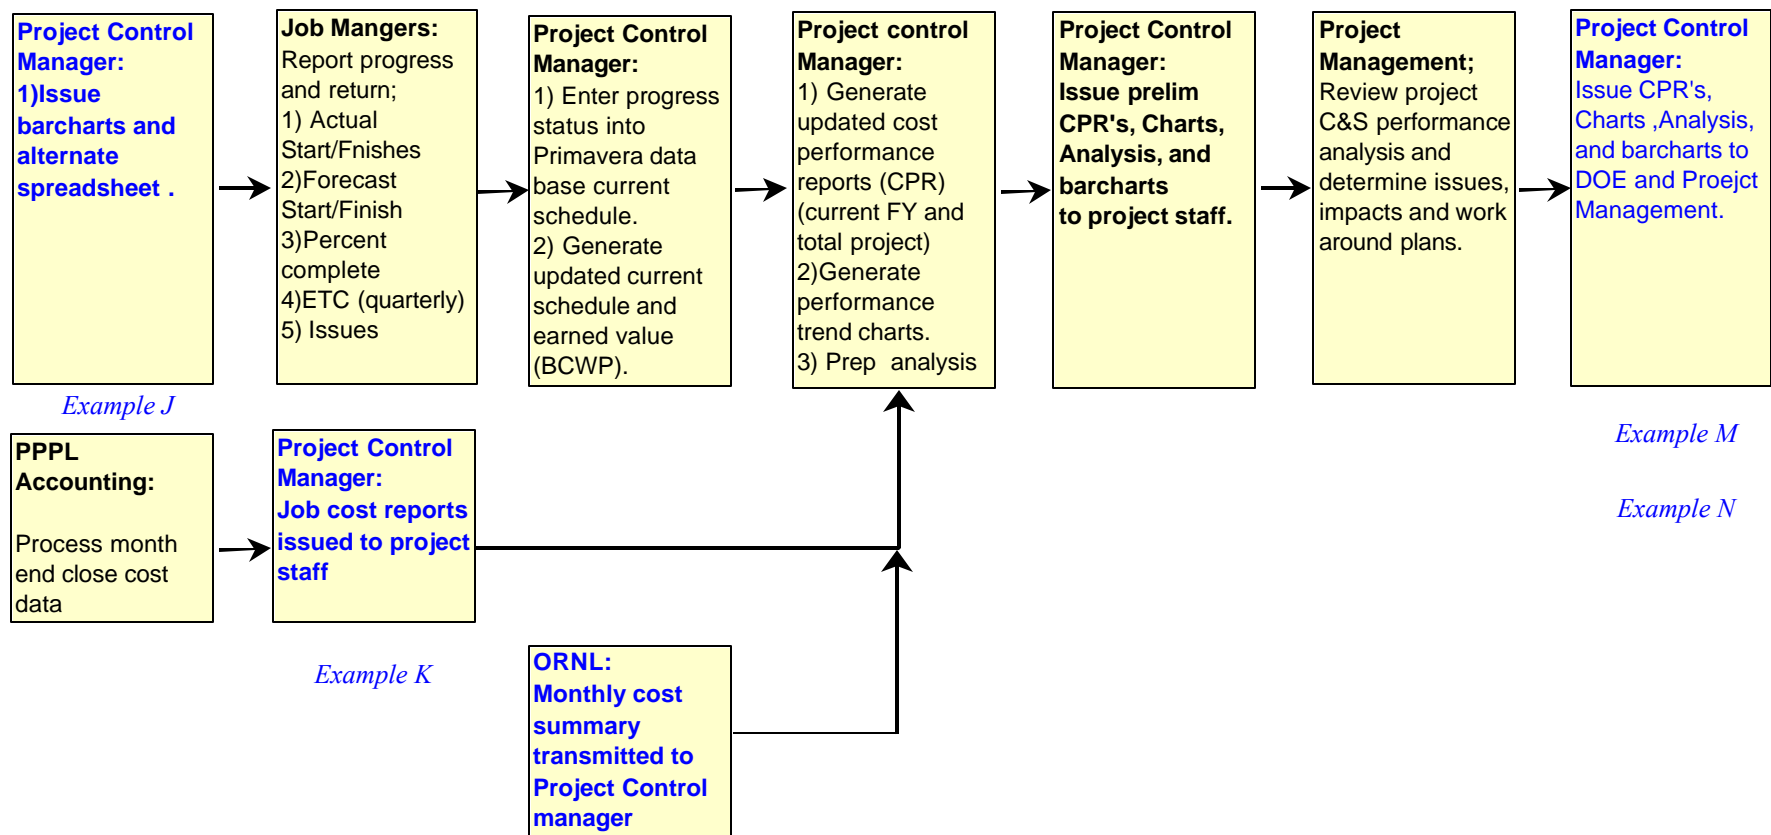 Project Control
Manager:
1)Issue
barcharts and
alternate
spreadsheet .
Job Mangers:
Report progress
and return;
1) Actual
Start/Fnishes
2)Forecast
Start/Finish
3)Percent
complete
4)ETC (quarterly)
5) Issues
Project Control
Manager:
1) Enter progress
status into
Primavera data
base current
schedule.
2) Generate
updated current
schedule and
earned value
(BCWP).
Project control
Manager:
1) Generate
updated cost
performance
reports (CPR)
(current FY and
total project)
2)Generate
performance
trend charts.
3) Prep analysis
Project Control
Manager:
Issue prelim
CPR's, Charts,
Analysis, and
barcharts
to project staff.
Project
Management;
Review project
C&S performance
analysis and
determine issues,
impacts and work
around plans.
Project Control
Manager:
Issue CPR's,
Charts ,Analysis,
and barcharts to
DOE and Proejct
Management.
Example J
Example M
Example N
PPPL
Accounting:
Process month
end close cost
data
Project Control
Manager:
Job cost reports
issued to project
staff
Example K
ORNL:
Monthly cost
summary
transmitted to
Project Control
manager